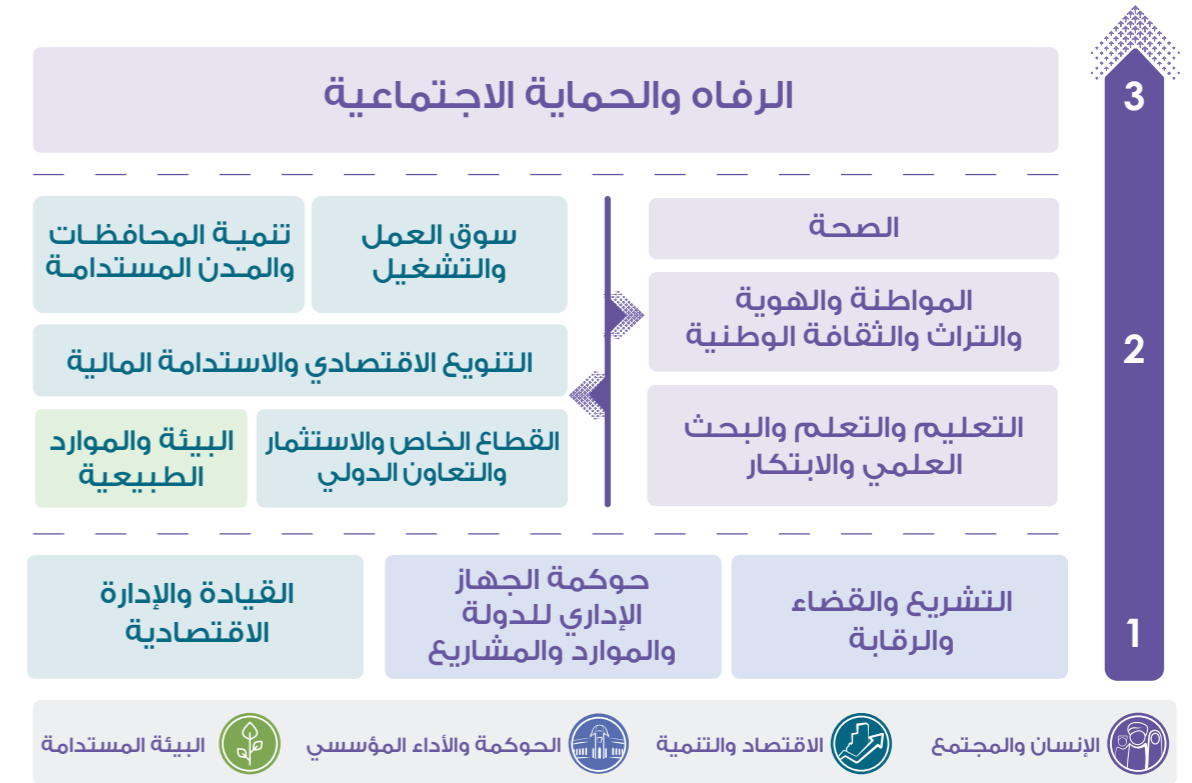 3
الرفاه والحماية الاجتماعية
2
الصحة
المواطنة والهوية
والتراث والثقافة الوطنية
التعليم والتعلم والبحث
العلمي والابتكار
سوق العمل
والتشغيل
تنمية المحافظات
والمدن المستدامة
التنويع الاقتصادي والاستدامة المالية
القطاع الخاص والاستثمار
والتعاون الدولي
البيئة والموارد
الطبيعية
1
التشريع والقضاء
والرقابة
حوكمة الجهاز
الإداري للدولة
والموارد والمشاريع
القيادة والإدارة
الاقتصادية
الإنسان والمجتمع
الاقتصاد والتنمية
الحوكمة والأداء المؤسسي
البيئة المستدامة